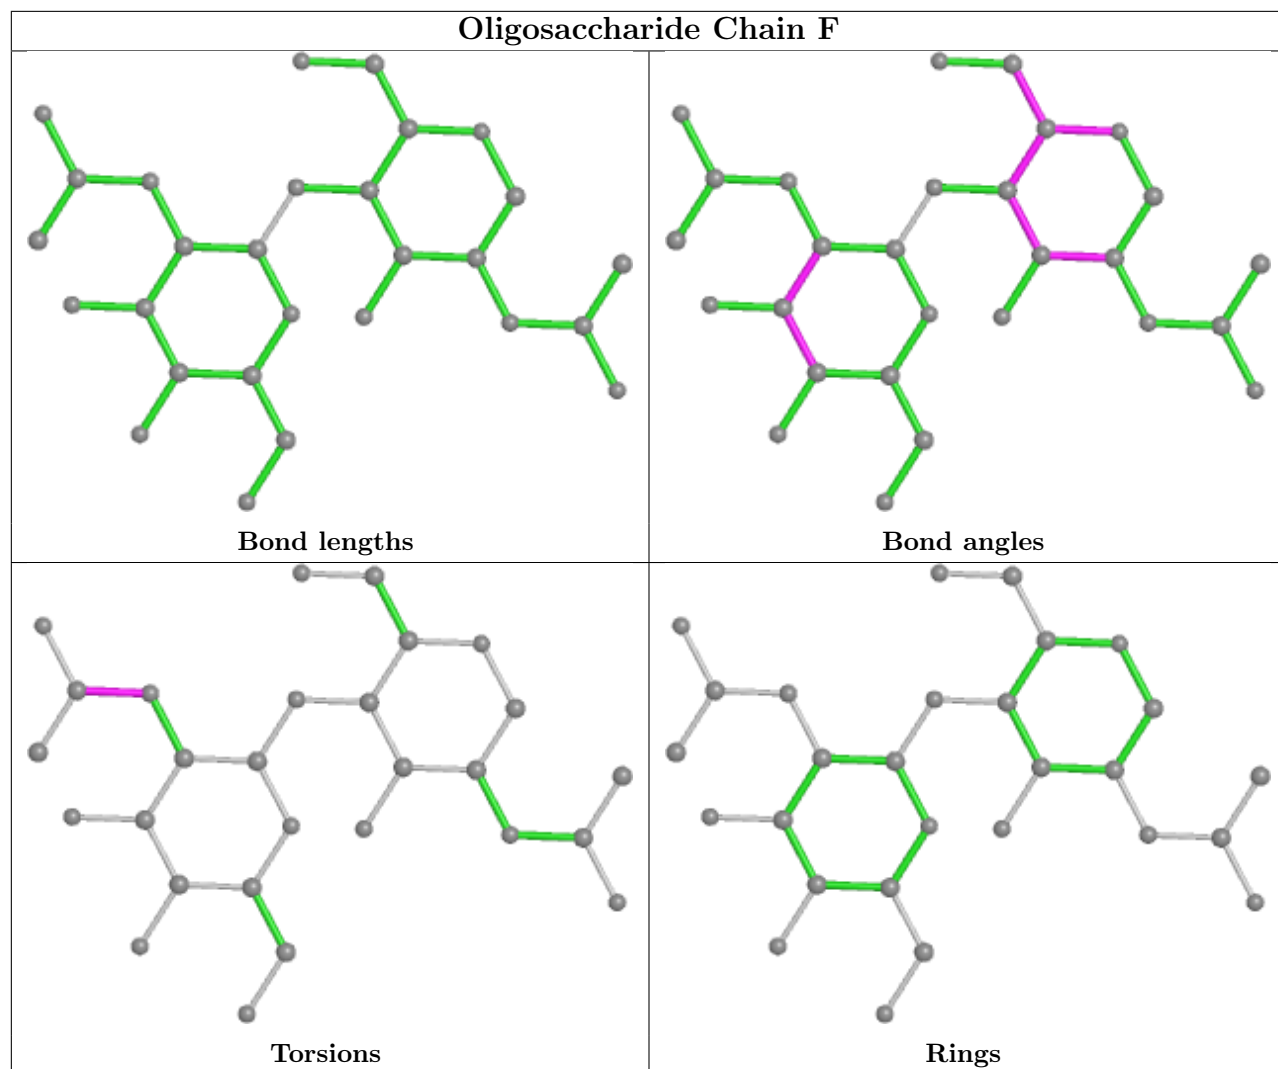 Oligosaccharide Chain F
Bond lengths
Bond angles
Torsions
Rings